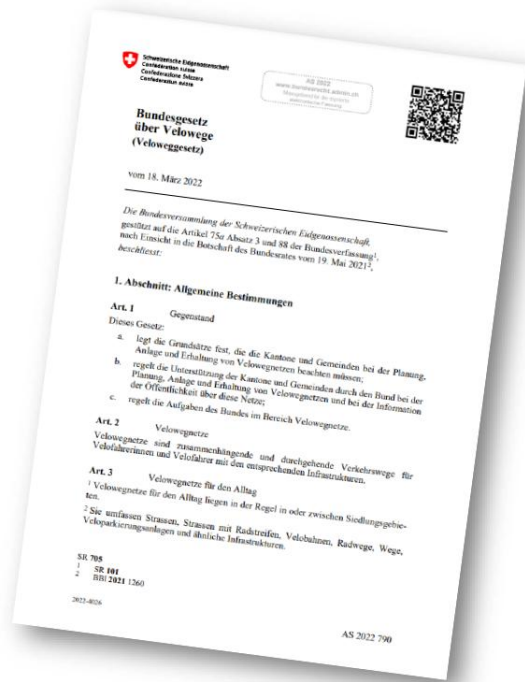 Schweizerische Eidgenossenschaft
Confédération suisse
Confederazione Svizzera
Confederaziun svizra
AS 2022
www.bundesrecht.admin.ch
Bundesgesetz
über Velowege
(Veloweggesetz)
vom 18. März 2022
Die Bundesversammlung der Schweizerischen Eidgenossenschaft,
gestützt auf die Artikel 75a Absatz 3 und 88 der Bundesverfassung¹,
nach Einsicht in die Botschaft des Bundesrates vom 19. Mai 2021²,
beschliesst:
1. Abschnitt: Allgemeine Bestimmungen
Art. 1 Gegenstand
Dieses Gesetz:
a. legt die Grundsätze fest, die die Kantone und Gemeinden bei der Planung,
Anlage und Erhaltung von Velowegnetzen beachten müssen;
b. regelt die Unterstützung der Kantone und Gemeinden durch den Bund bei der
Planung, Anlage und Erhaltung von Velowegnetzen und bei der Information
der Öffentlichkeit über diese Netze;
c. regelt die Aufgaben des Bundes im Bereich Velowegnetze.
Art. 2 Velowegnetze
Velowegnetze sind zusammenhängende und durchgehende Verkehrswege für
Velofahrerinnen und Velofahrer mit den entsprechenden Infrastrukturen.
Art. 3 Velowegnetze für den Alltag
¹ Velowegnetze für den Alltag liegen in der Regel in oder zwischen Siedlungsgebie-
ten.
² Sie umfassen Strassen, Strassen mit Radstreifen, Velobahnen, Radwege, Wege,
Veloparkierungsanlagen und ähnliche Infrastrukturen.
SR 705
1 SR 101
2 BBl 2021 1260
2022-4026
AS 2022 790